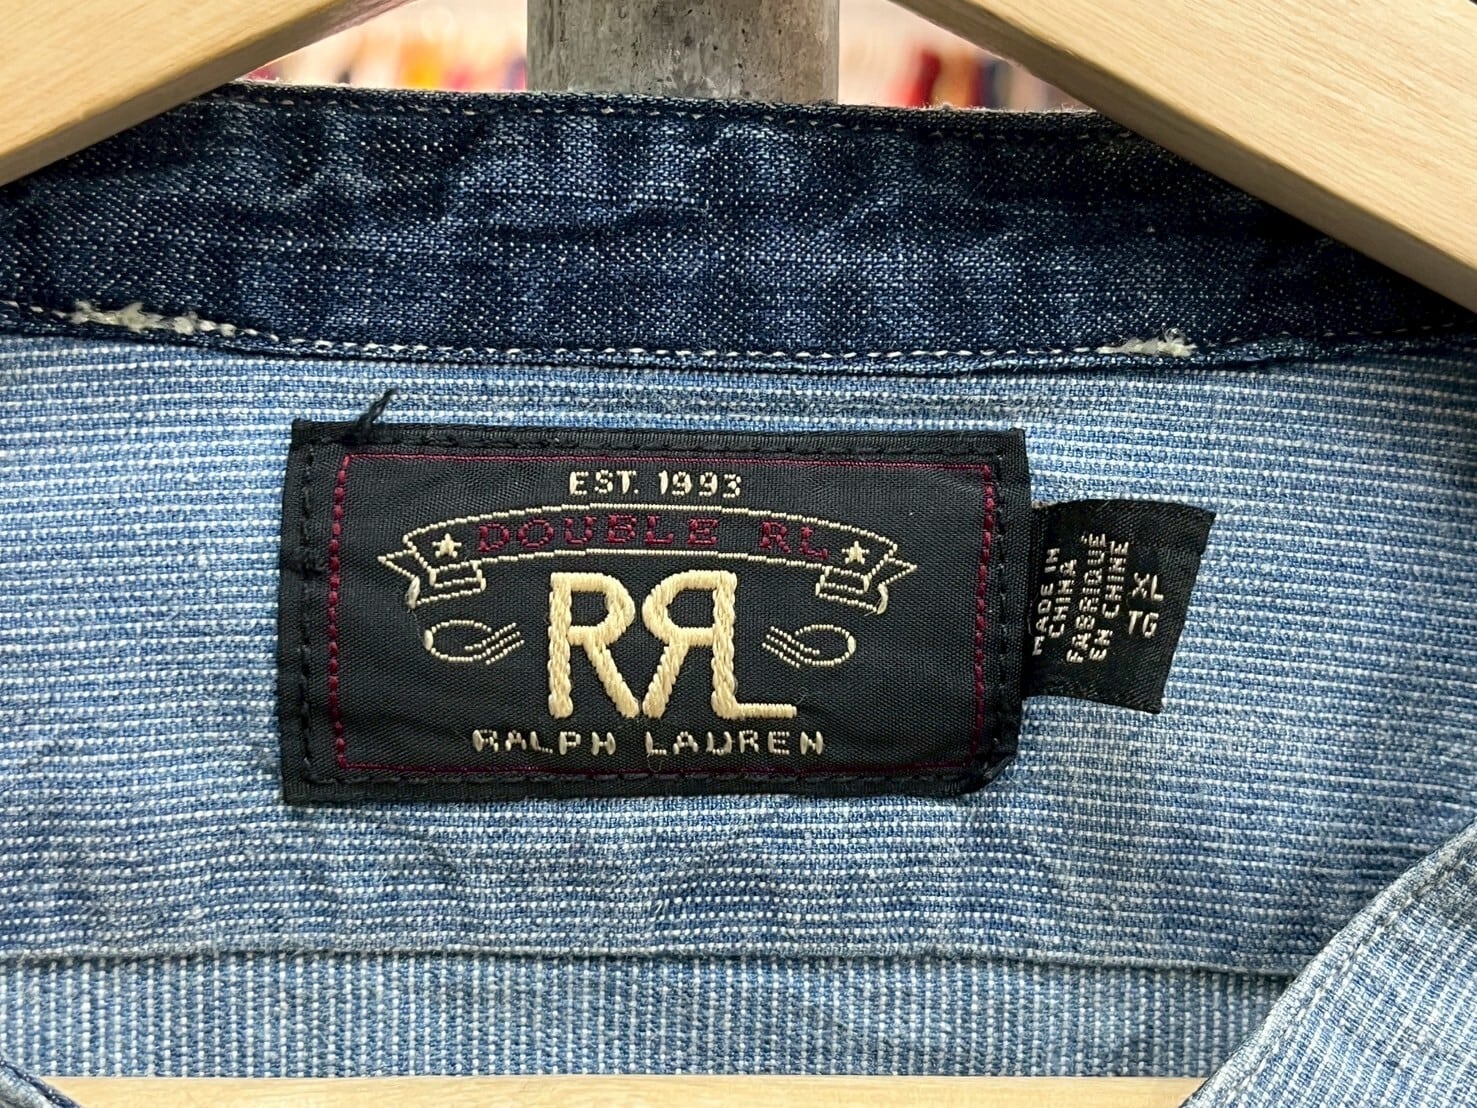 EST. 1993
DOUBLE RL
RRL
RALPH LAUREN
MADE IN
CHINA
FABRIQUÉ
EN CHINE
XL
TG